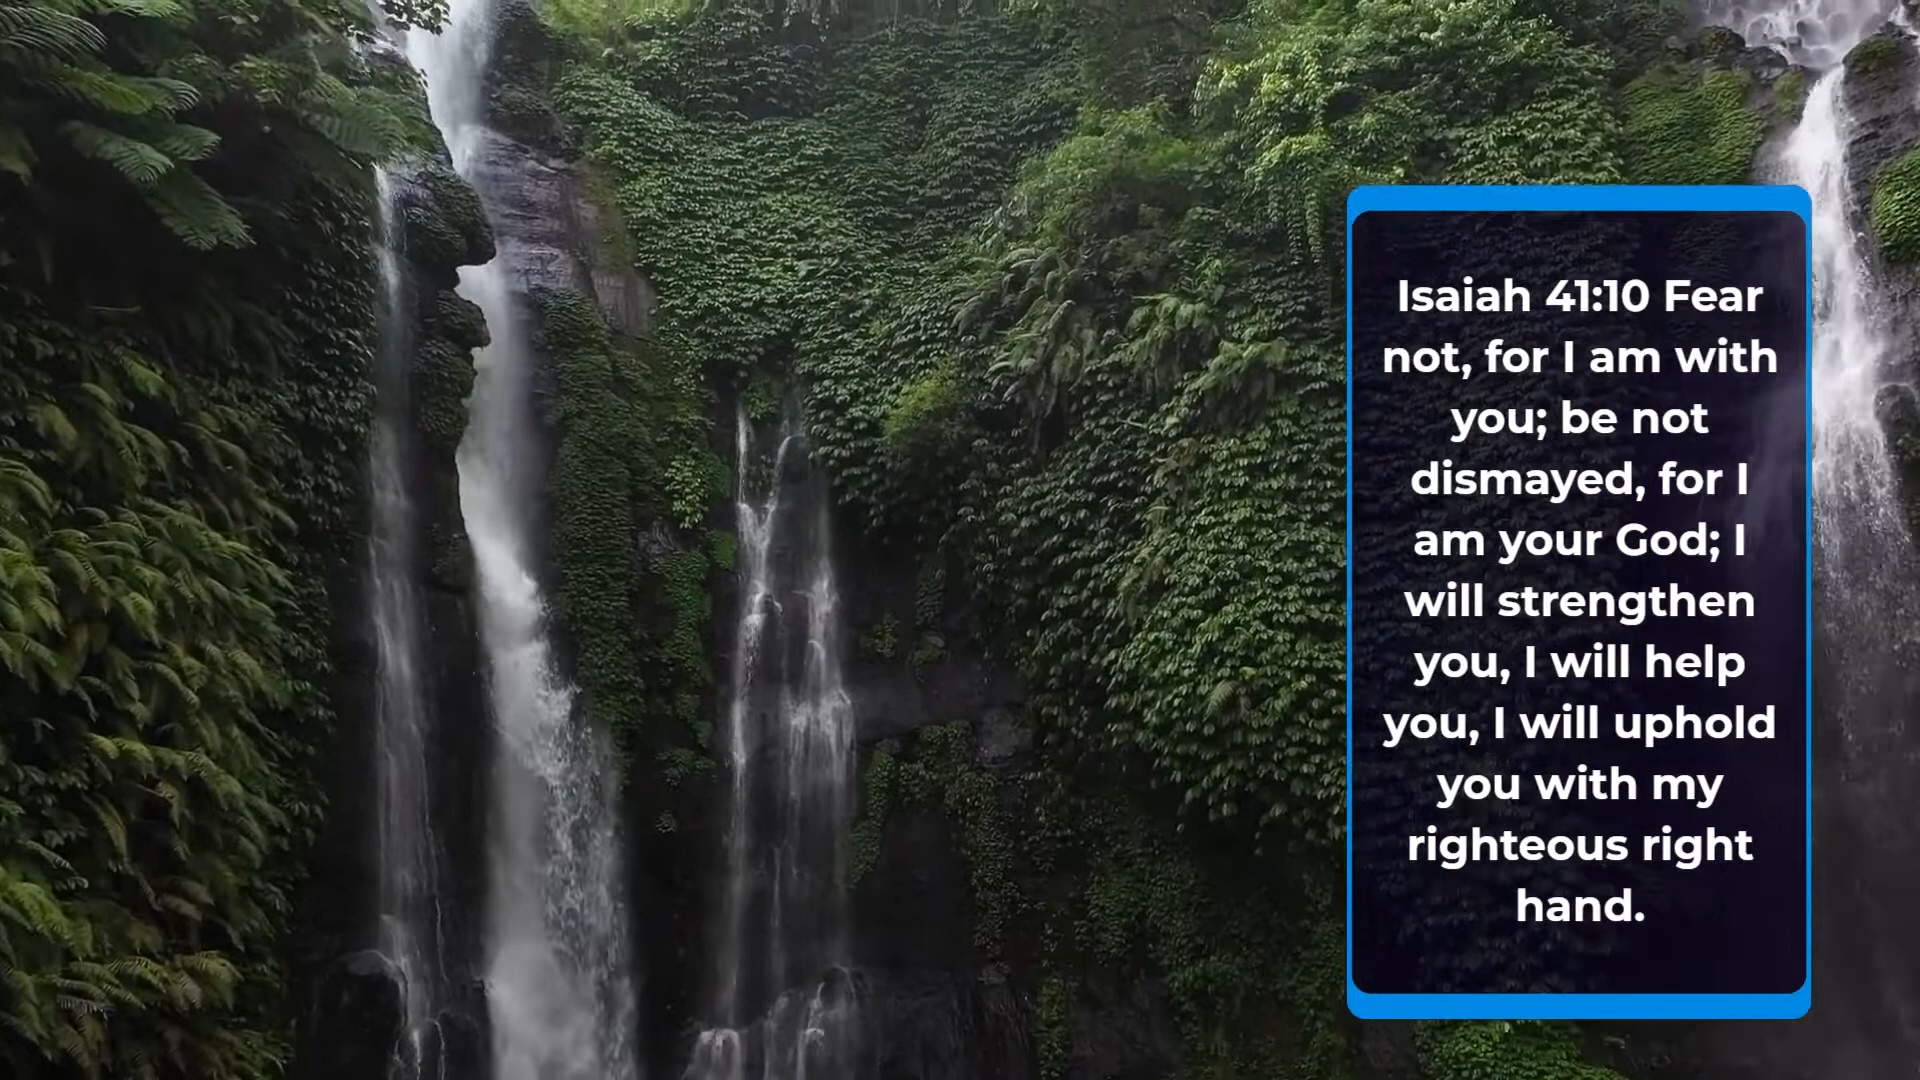 Isaiah 41:10 Fear
not, for I am with
you; be not
dismayed, for I
am your God; I
will strengthen
you, I will help
you, I will uphold
you with my
righteous right
hand.